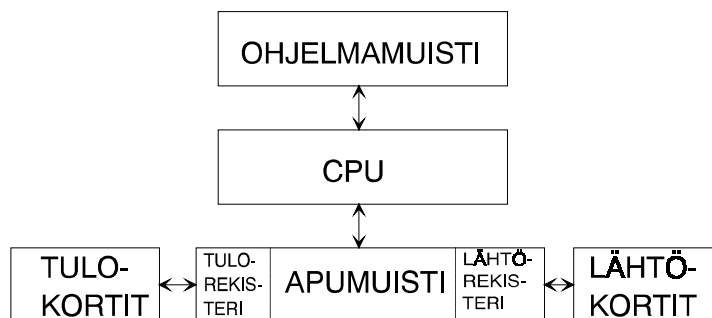 OHJELMAMUISTI
CPU
TULO-
KORTIT
TULO-
REKIS-
TERI
APUMUISTI
LÄHTÖ-
REKIS-
TERI
LÄHTÖ-
KORTIT